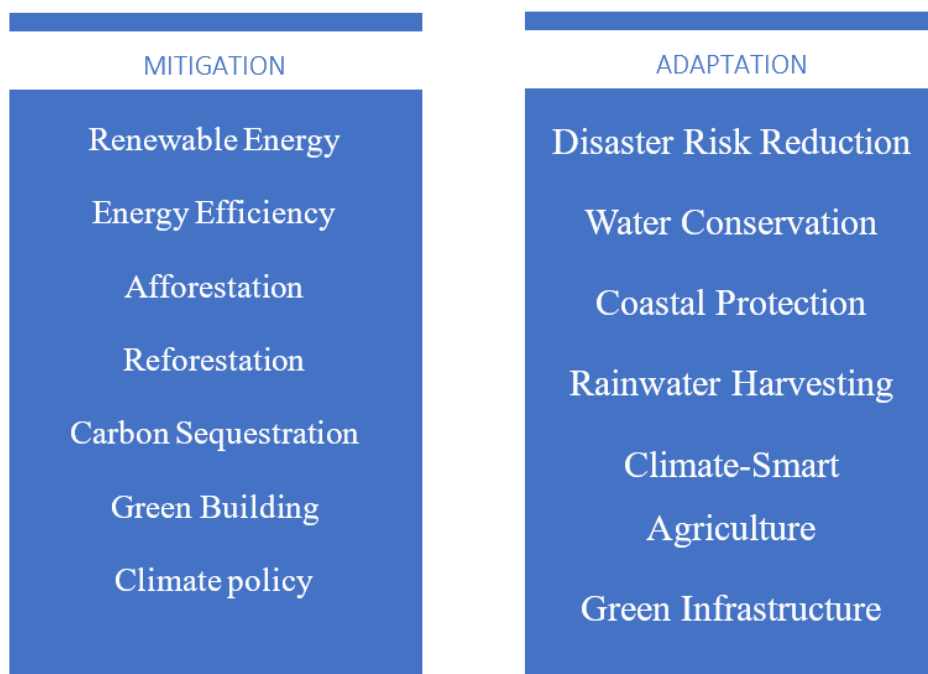 MITIGATION
Renewable Energy
Energy Efficiency
Afforestation
Reforestation
Carbon Sequestration
Green Building
Climate policy
ADAPTATION
Disaster Risk Reduction
Water Conservation
Coastal Protection
Rainwater Harvesting
Climate-Smart
Agriculture
Green Infrastructure